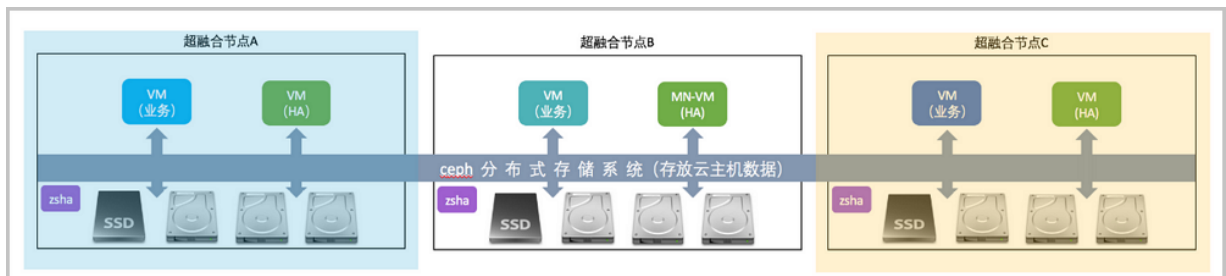 超融合节点A
超融合节点B
超融合节点C
VM
(业务)
VM
(HA)
VM
(业务)
MN-VM
(HA)
VM
(业务)
VM
(HA)
ceph 分 布 式 存 储 系 统（存放云主机数据）
zsha
SSD
zsha
SSD
zsha
SSD